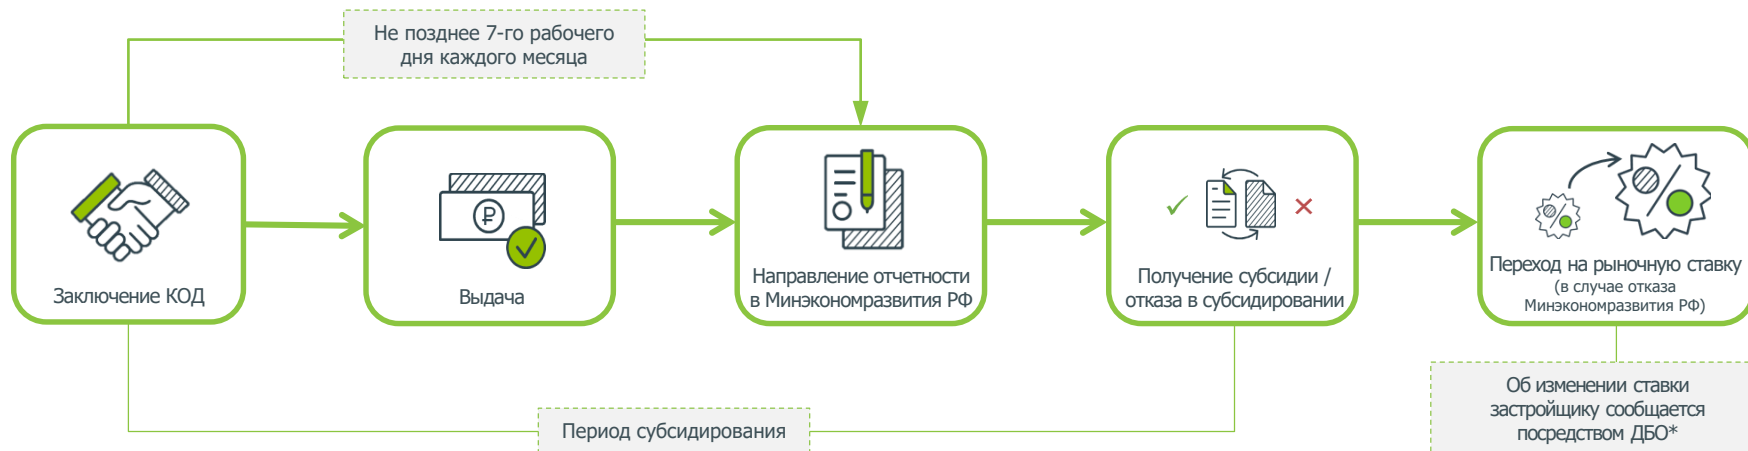 Не позднее 7-го рабочего
дня каждого месяца
Заключение КОД
Выдача
Направление отчетности
в Минэкономразвития РФ
Получение субсидии /
отказа в субсидировании
Переход на рыночную ставку
(в случае отказа
Минэкономразвития РФ)
Период субсидирования
Об изменении ставки
застройщику сообщается
посредством ДБО*